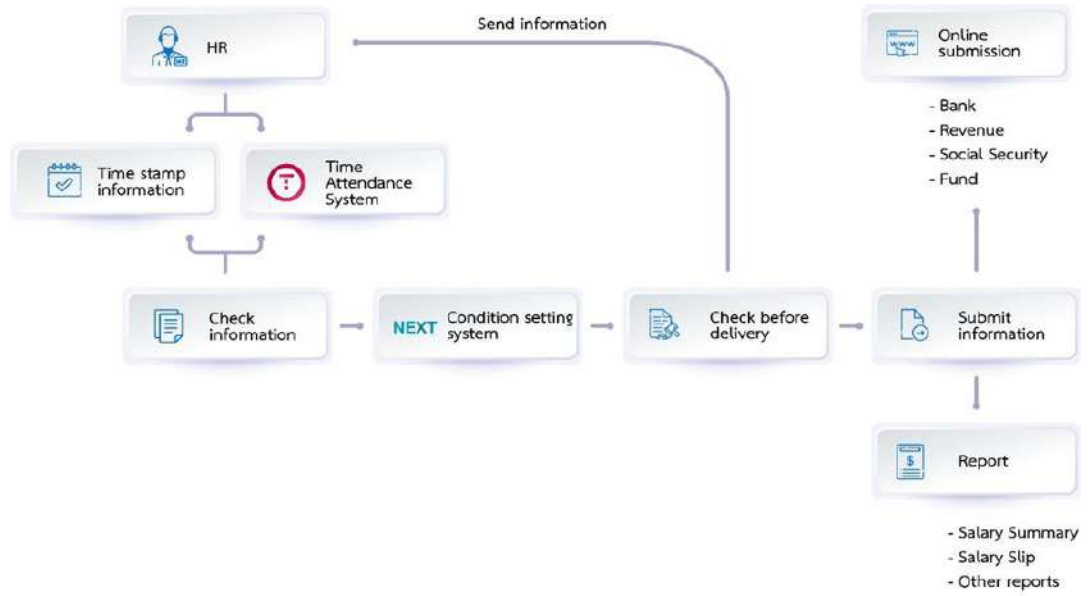 Send information
HR
Online
submission
- Bank
- Revenue
- Social Security
- Fund
Time stamp
information
Time
Attendance
System
Check
information
NEXT
Condition setting
system
Check before
delivery
Submit
information
Report
- Salary Summary
- Salary Slip
- Other reports